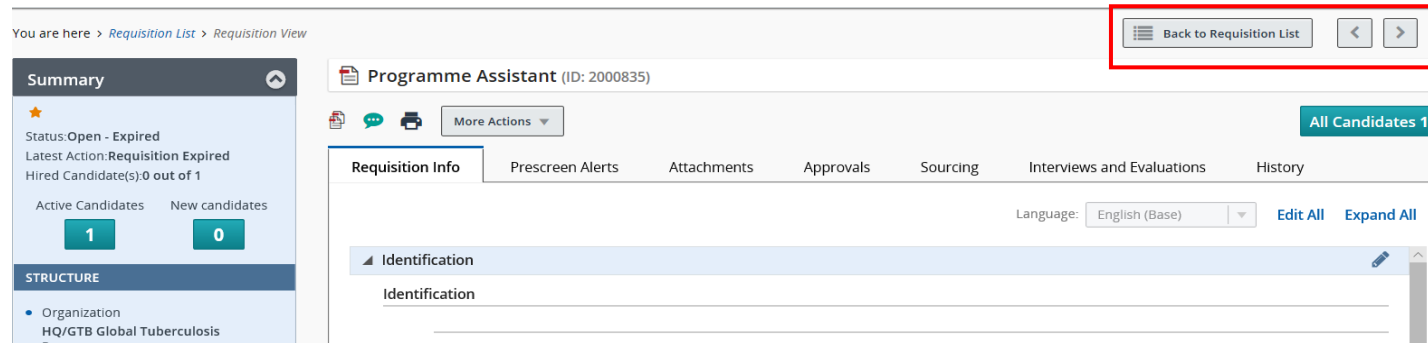 You are here > Requisition List > Requisition View
Back to Requisition List
< >
Summary
Programme Assistant (ID: 2000835)
Status:Open - Expired
Latest Action:Requisition Expired
Hired Candidate(s):0 out of 1
Active Candidates New candidates
1 0
STRUCTURE
Organization
HQ/GTB Global Tuberculosis
More Actions
All Candidates 1
Requisition Info Prescreen Alerts Attachments Approvals Sourcing Interviews and Evaluations History
Language: English (Base) Edit All Expand All
Identification
Identification